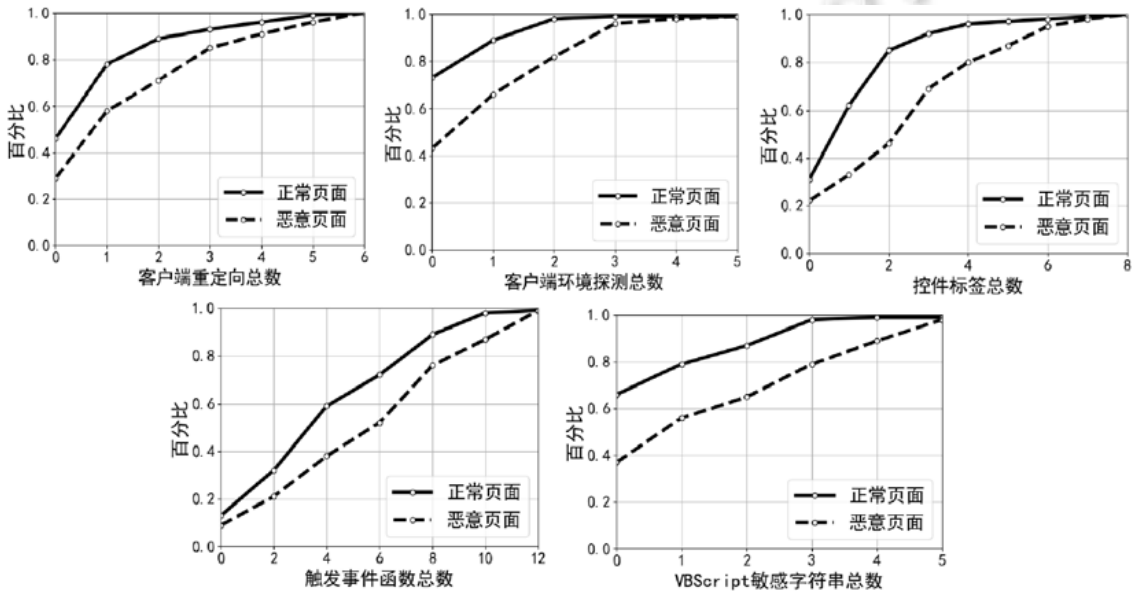 1.0
0.8
0.6
0.4
0.2
0.0
百分比
正常页面
恶意页面
0 1 2 3 4 5 6
客户端重定向总数
1.0
0.8
0.6
0.4
0.2
0.0
百分比
正常页面
恶意页面
0 1 2 3 4 5
客户端环境探测总数
1.0
0.8
0.6
0.4
0.2
0.0
百分比
正常页面
恶意页面
0 2 4 6 8
控件标签总数
1.0
0.8
0.6
0.4
0.2
0.0
百分比
正常页面
恶意页面
0 2 4 6 8 10 12
触发事件函数总数
1.0
0.8
0.6
0.4
0.2
0.0
百分比
正常页面
恶意页面
0 1 2 3 4 5
VBScript敏感字符串总数